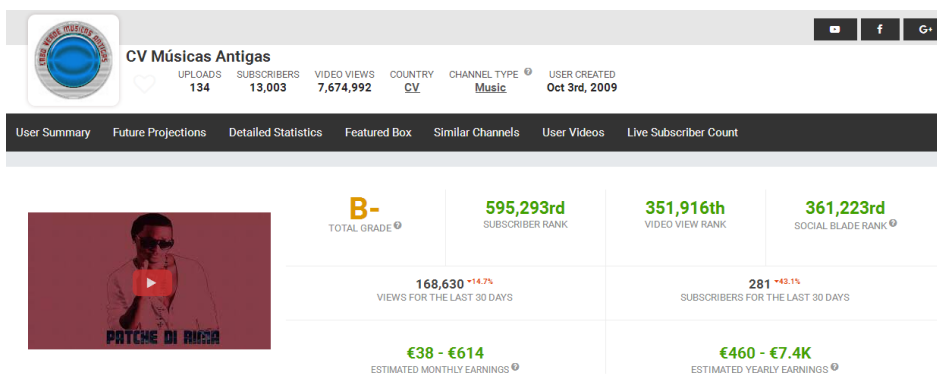 CABO VERDE MUSICAS ANTIGAS
f
G+
CV Músicas Antigas
UPLOADS SUBSCRIBERS VIDEO VIEWS COUNTRY CHANNEL TYPE ? USER CREATED
134 13,003 7,674,992 CV Music Oct 3rd, 2009
User Summary Future Projections Detailed Statistics Featured Box Similar Channels User Videos Live Subscriber Count
B- 595,293rd 351,916th 361,223rd
TOTAL GRADE ? SUBSCRIBER RANK VIDEO VIEW RANK SOCIAL BLADE RANK ?
168,630 -14.7% 281 -43.1%
VIEWS FOR THE LAST 30 DAYS SUBSCRIBERS FOR THE LAST 30 DAYS
PATCHE DI RIMA
€38 - €614 €460 - €7.4K
ESTIMATED MONTHLY EARNINGS ? ESTIMATED YEARLY EARNINGS ?